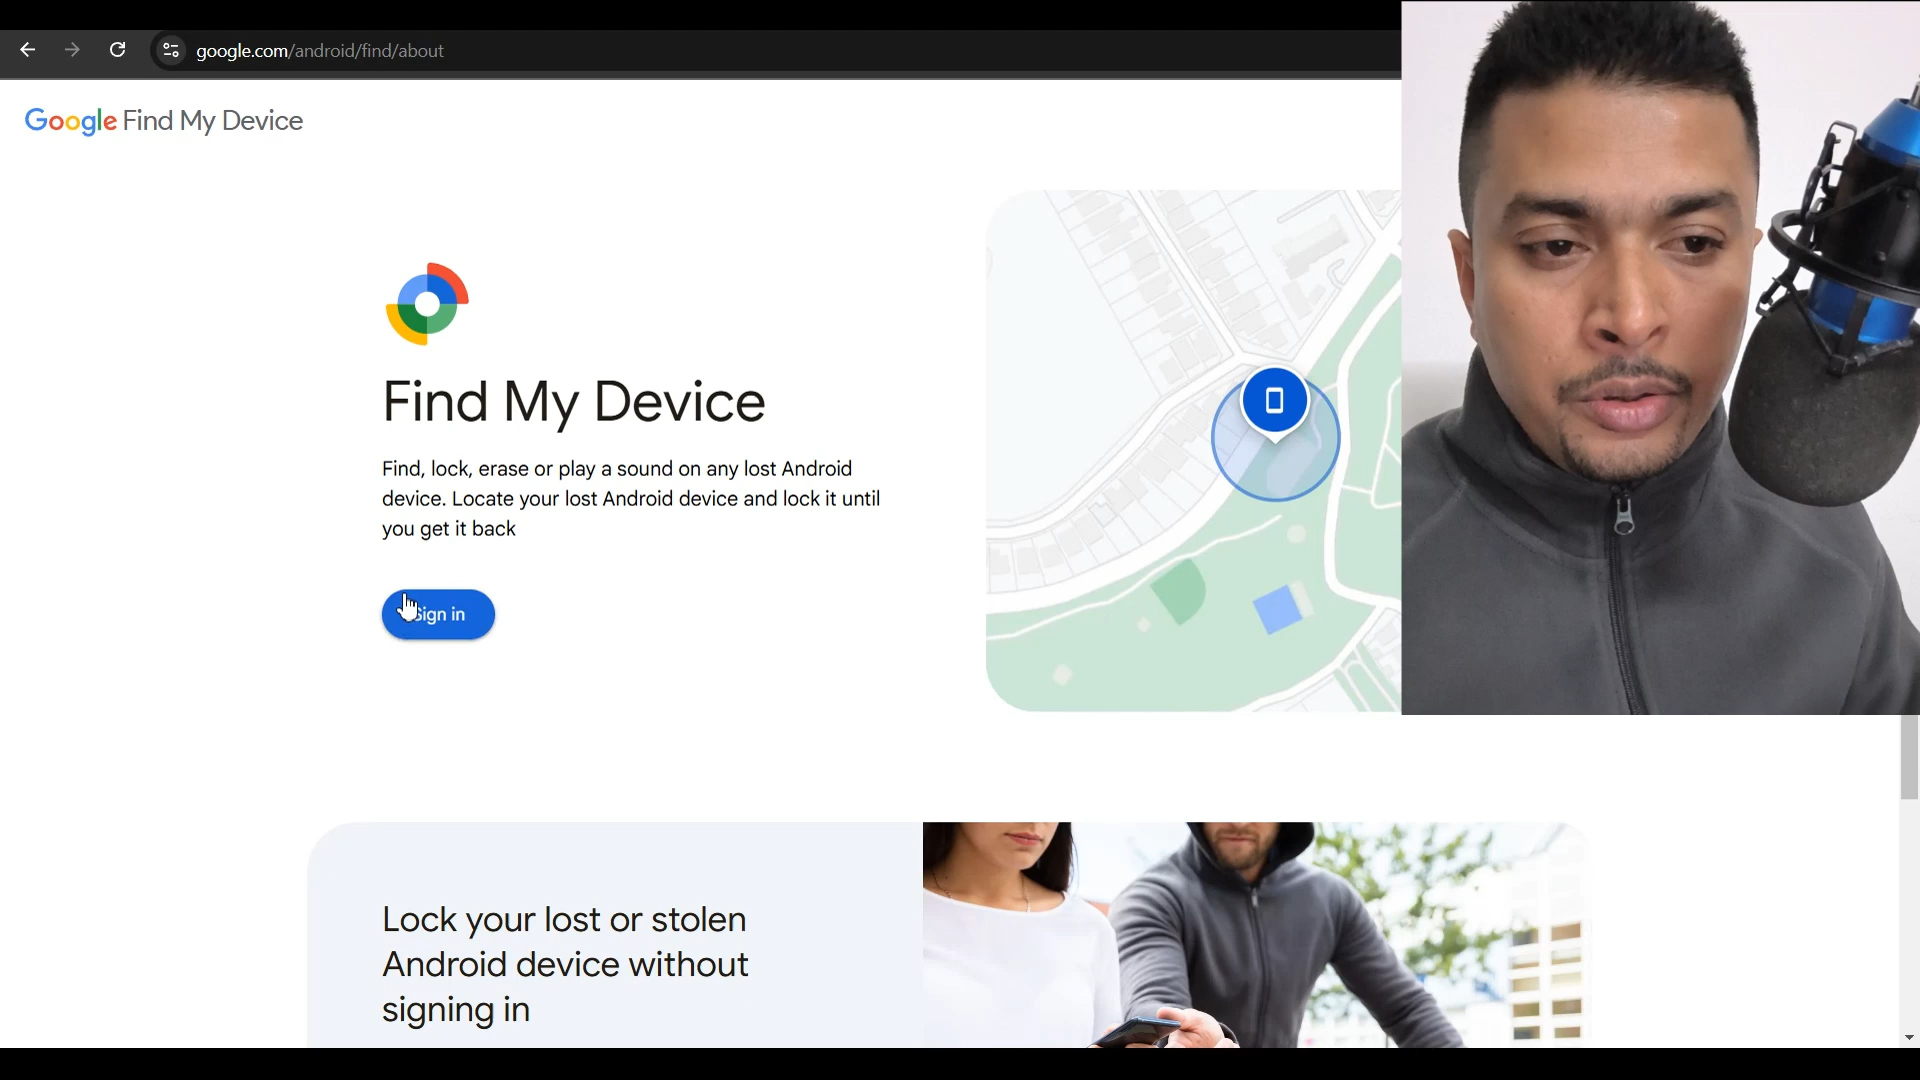 google.com/android/find/about
Google Find My Device
Find My Device
Find, lock, erase or play a sound on any lost Android
device. Locate your lost Android device and lock it until
you get it back
Sign in
Lock your lost or stolen
Android device without
signing in